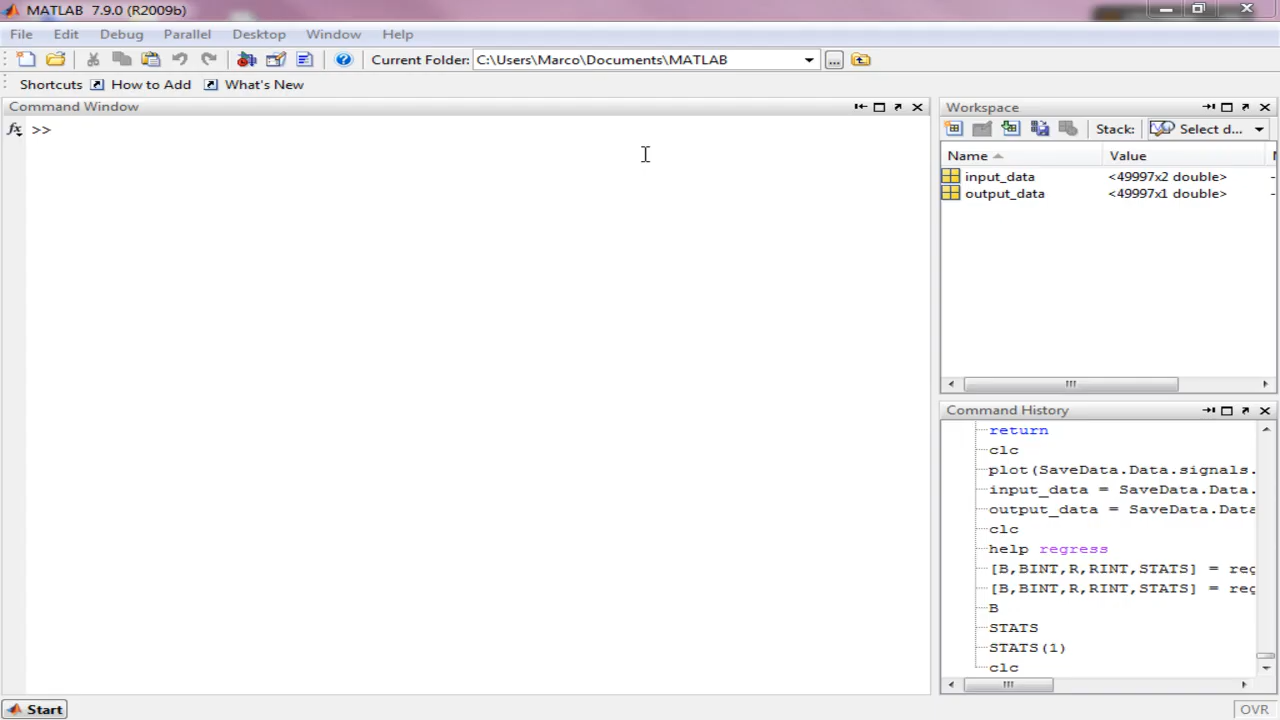 MATLAB 7.9.0 (R2009b)
File Edit Debug Parallel Desktop Window Help
Current Folder: C:\Users\Marco\Documents\MATLAB ...
Shortcuts How to Add What's New
Command Window
fx >>
Workspace
Stack: Select d...
Name Value
input_data <49997x2 double>
output_data <49997x1 double>
Command History
return
clc
plot(SaveData.Data.signals.
input_data = SaveData.Data.
output_data = SaveData.Data
clc
help regress
[B,BINT,R,RINT,STATS] = reg
[B,BINT,R,RINT,STATS] = reg
B
STATS
STATS(1)
clc
Start
OVR